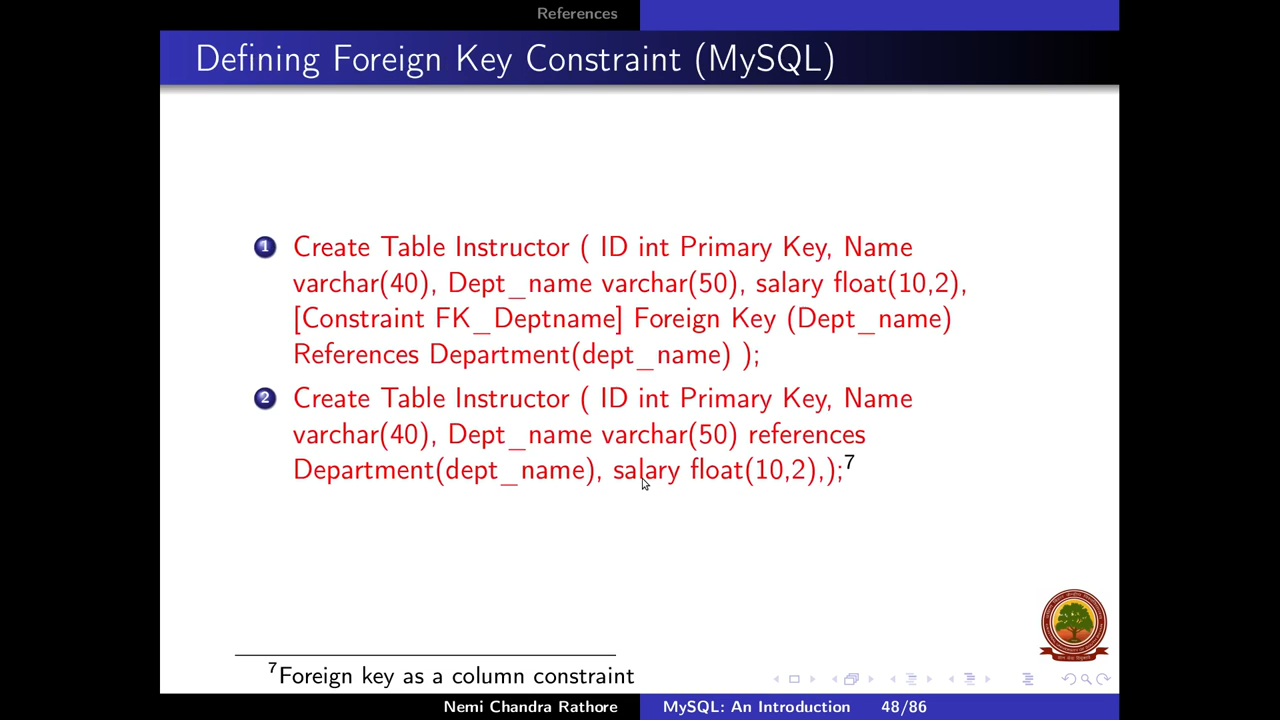 References
Defining Foreign Key Constraint (MySQL)
1 Create Table Instructor ( ID int Primary Key, Name
varchar(40), Dept_name varchar(50), salary float(10,2),
[Constraint FK_Deptname] Foreign Key (Dept_name)
References Department(dept_name) );
2 Create Table Instructor ( ID int Primary Key, Name
varchar(40), Dept_name varchar(50) references
Department(dept_name), salary float(10,2),);7
7Foreign key as a column constraint
Nemi Chandra Rathore MySQL: An Introduction 48/86